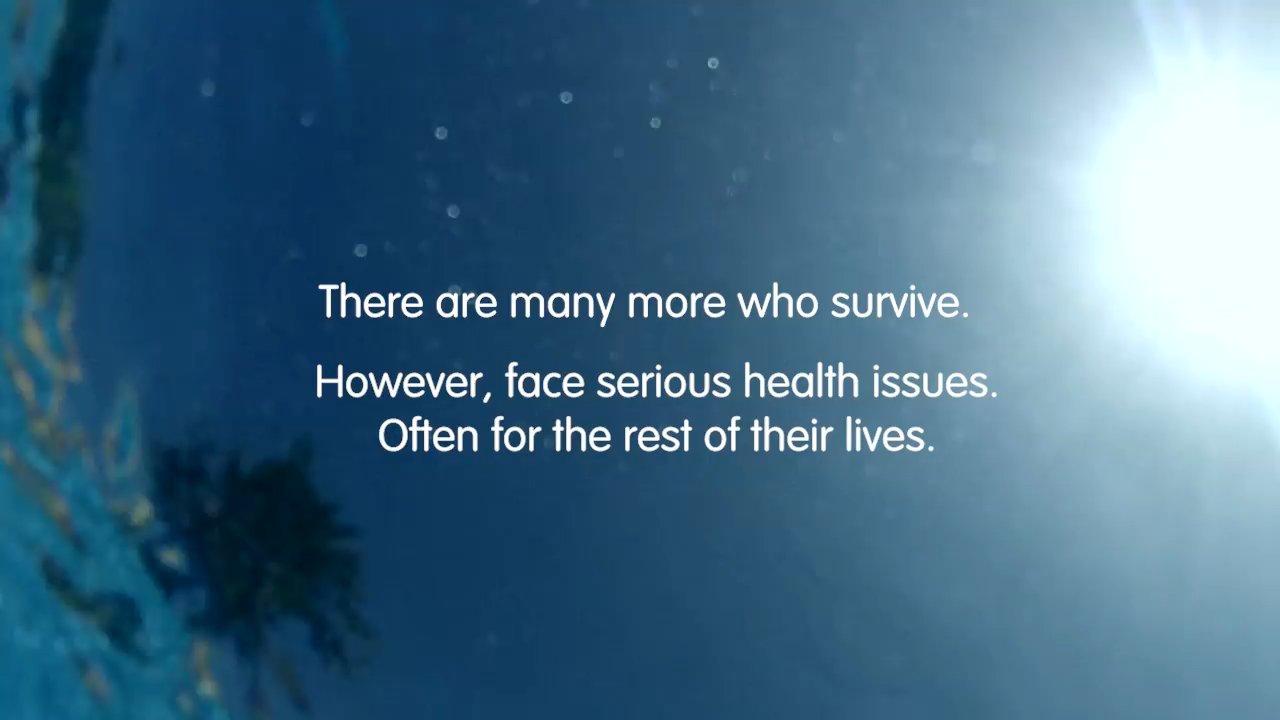 There are many more who survive.
However, face serious health issues.
Often for the rest of their lives.